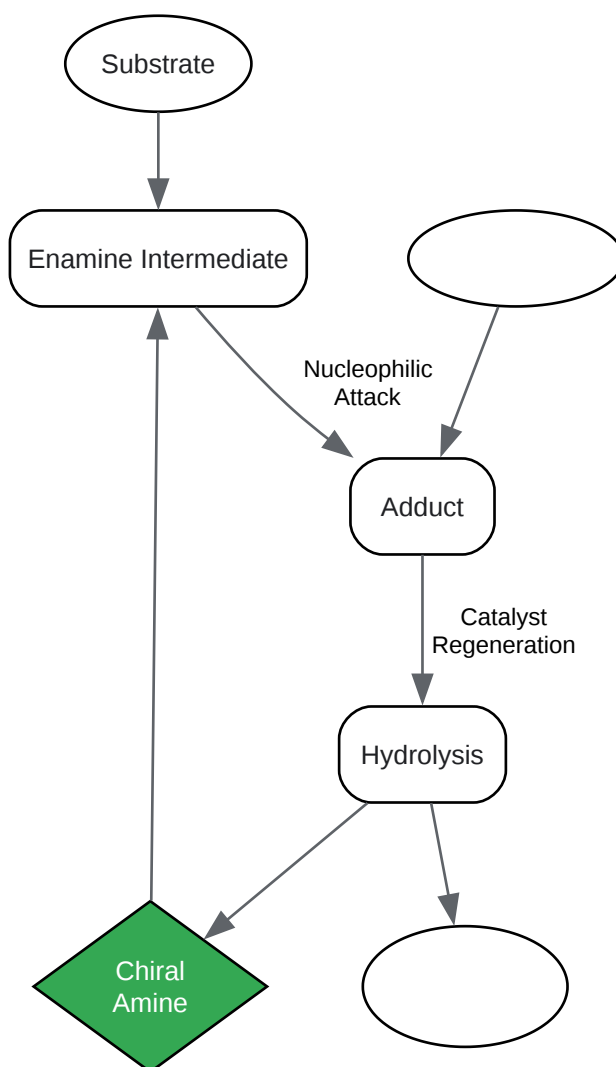 Substrate
Enamine Intermediate
Nucleophilic
Attack
Adduct
Catalyst
Regeneration
Hydrolysis
Chiral
Amine